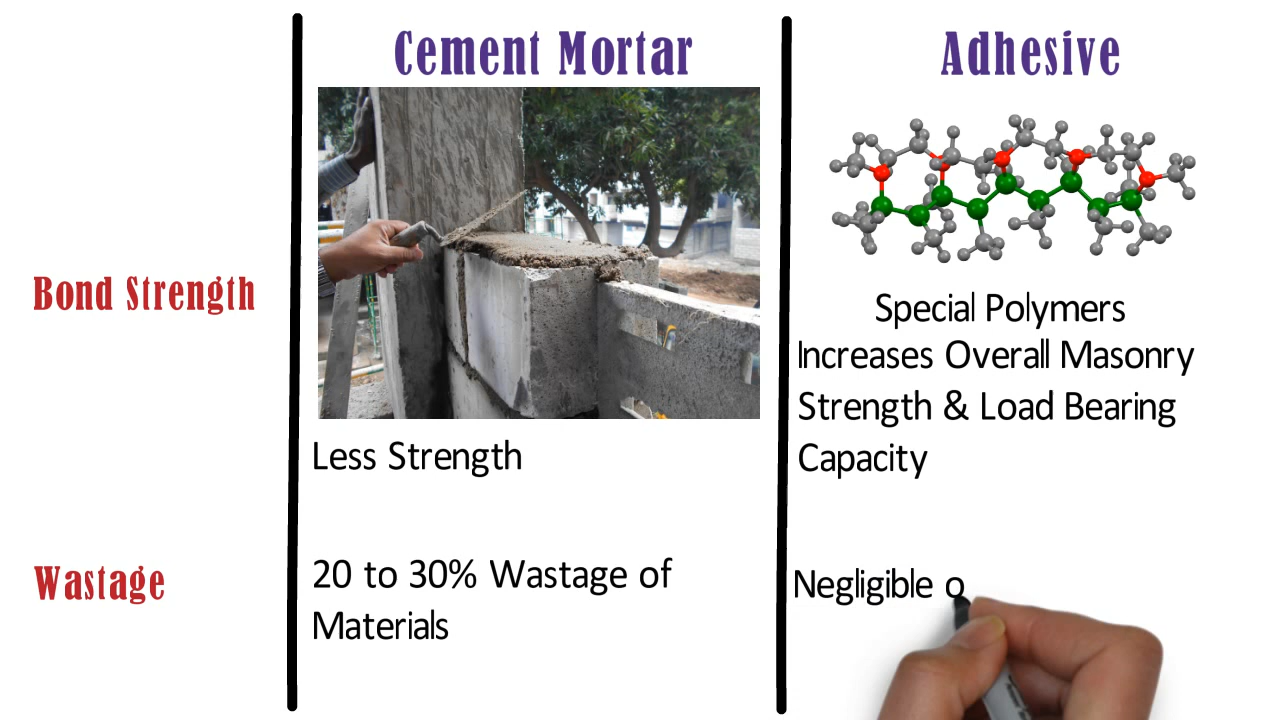 Cement Mortar
Adhesive
Bond Strength
Less Strength
Special Polymers
Increases Overall Masonry
Strength & Load Bearing
Capacity
Wastage
20 to 30% Wastage of
Materials
Negligible o